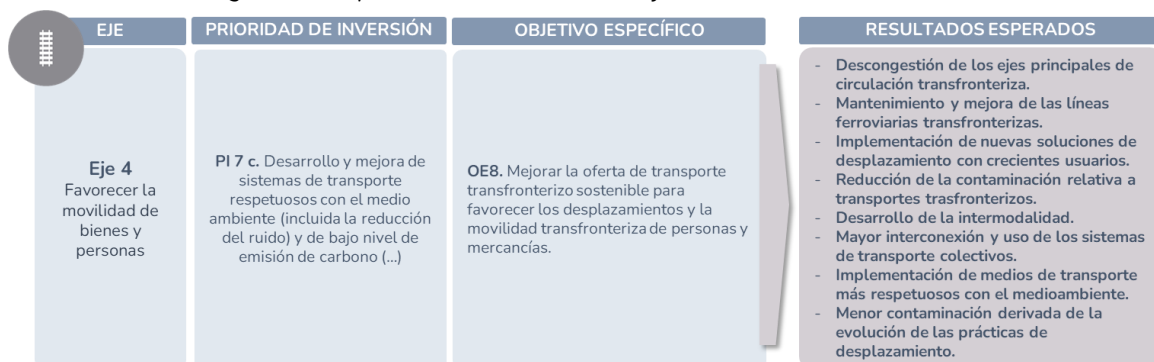 EJE
PRIORIDAD DE INVERSIÓN
OBJETIVO ESPECÍFICO
RESULTADOS ESPERADOS
Eje 4
Favorecer la
movilidad de
bienes y
personas
PI 7 c. Desarrollo y mejora de
sistemas de transporte
respetuosos con el medio
ambiente (incluida la reducción
del ruido) y de bajo nivel de
emisión de carbono (...)
OE8. Mejorar la oferta de transporte
transfronterizo sostenible para
favorecer los desplazamientos y la
movilidad transfronteriza de personas y
mercancías.
- Descongestión de los ejes principales de
circulación transfronteriza.
- Mantenimiento y mejora de las líneas
ferroviarias transfronterizas.
- Implementación de nuevas soluciones de
desplazamiento con crecientes usuarios.
- Reducción de la contaminación relativa a
transportes trasfronterizos.
- Desarrollo de la intermodalidad.
- Mayor interconexión y uso de los sistemas
de transporte colectivos.
- Implementación de medios de transporte
más respetuosos con el medioambiente.
- Menor contaminación derivada de la
evolución de las prácticas de
desplazamiento.